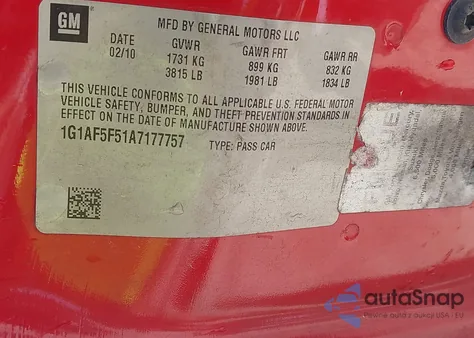 GM
MFD BY GENERAL MOTORS LLC
DATE GVWR GAWR FRT GAWR RR
02/10 1731 KG 899 KG 832 KG
3815 LB 1981 LB 1834 LB
THIS VEHICLE CONFORMS TO ALL APPLICABLE U.S. FEDERAL MOTOR
VEHICLE SAFETY, BUMPER, AND THEFT PREVENTION STANDARDS IN
EFFECT ON THE DATE OF MANUFACTURE SHOWN ABOVE.
1G1AF5F51A7177757
TYPE: PASS CAR
autoSnap